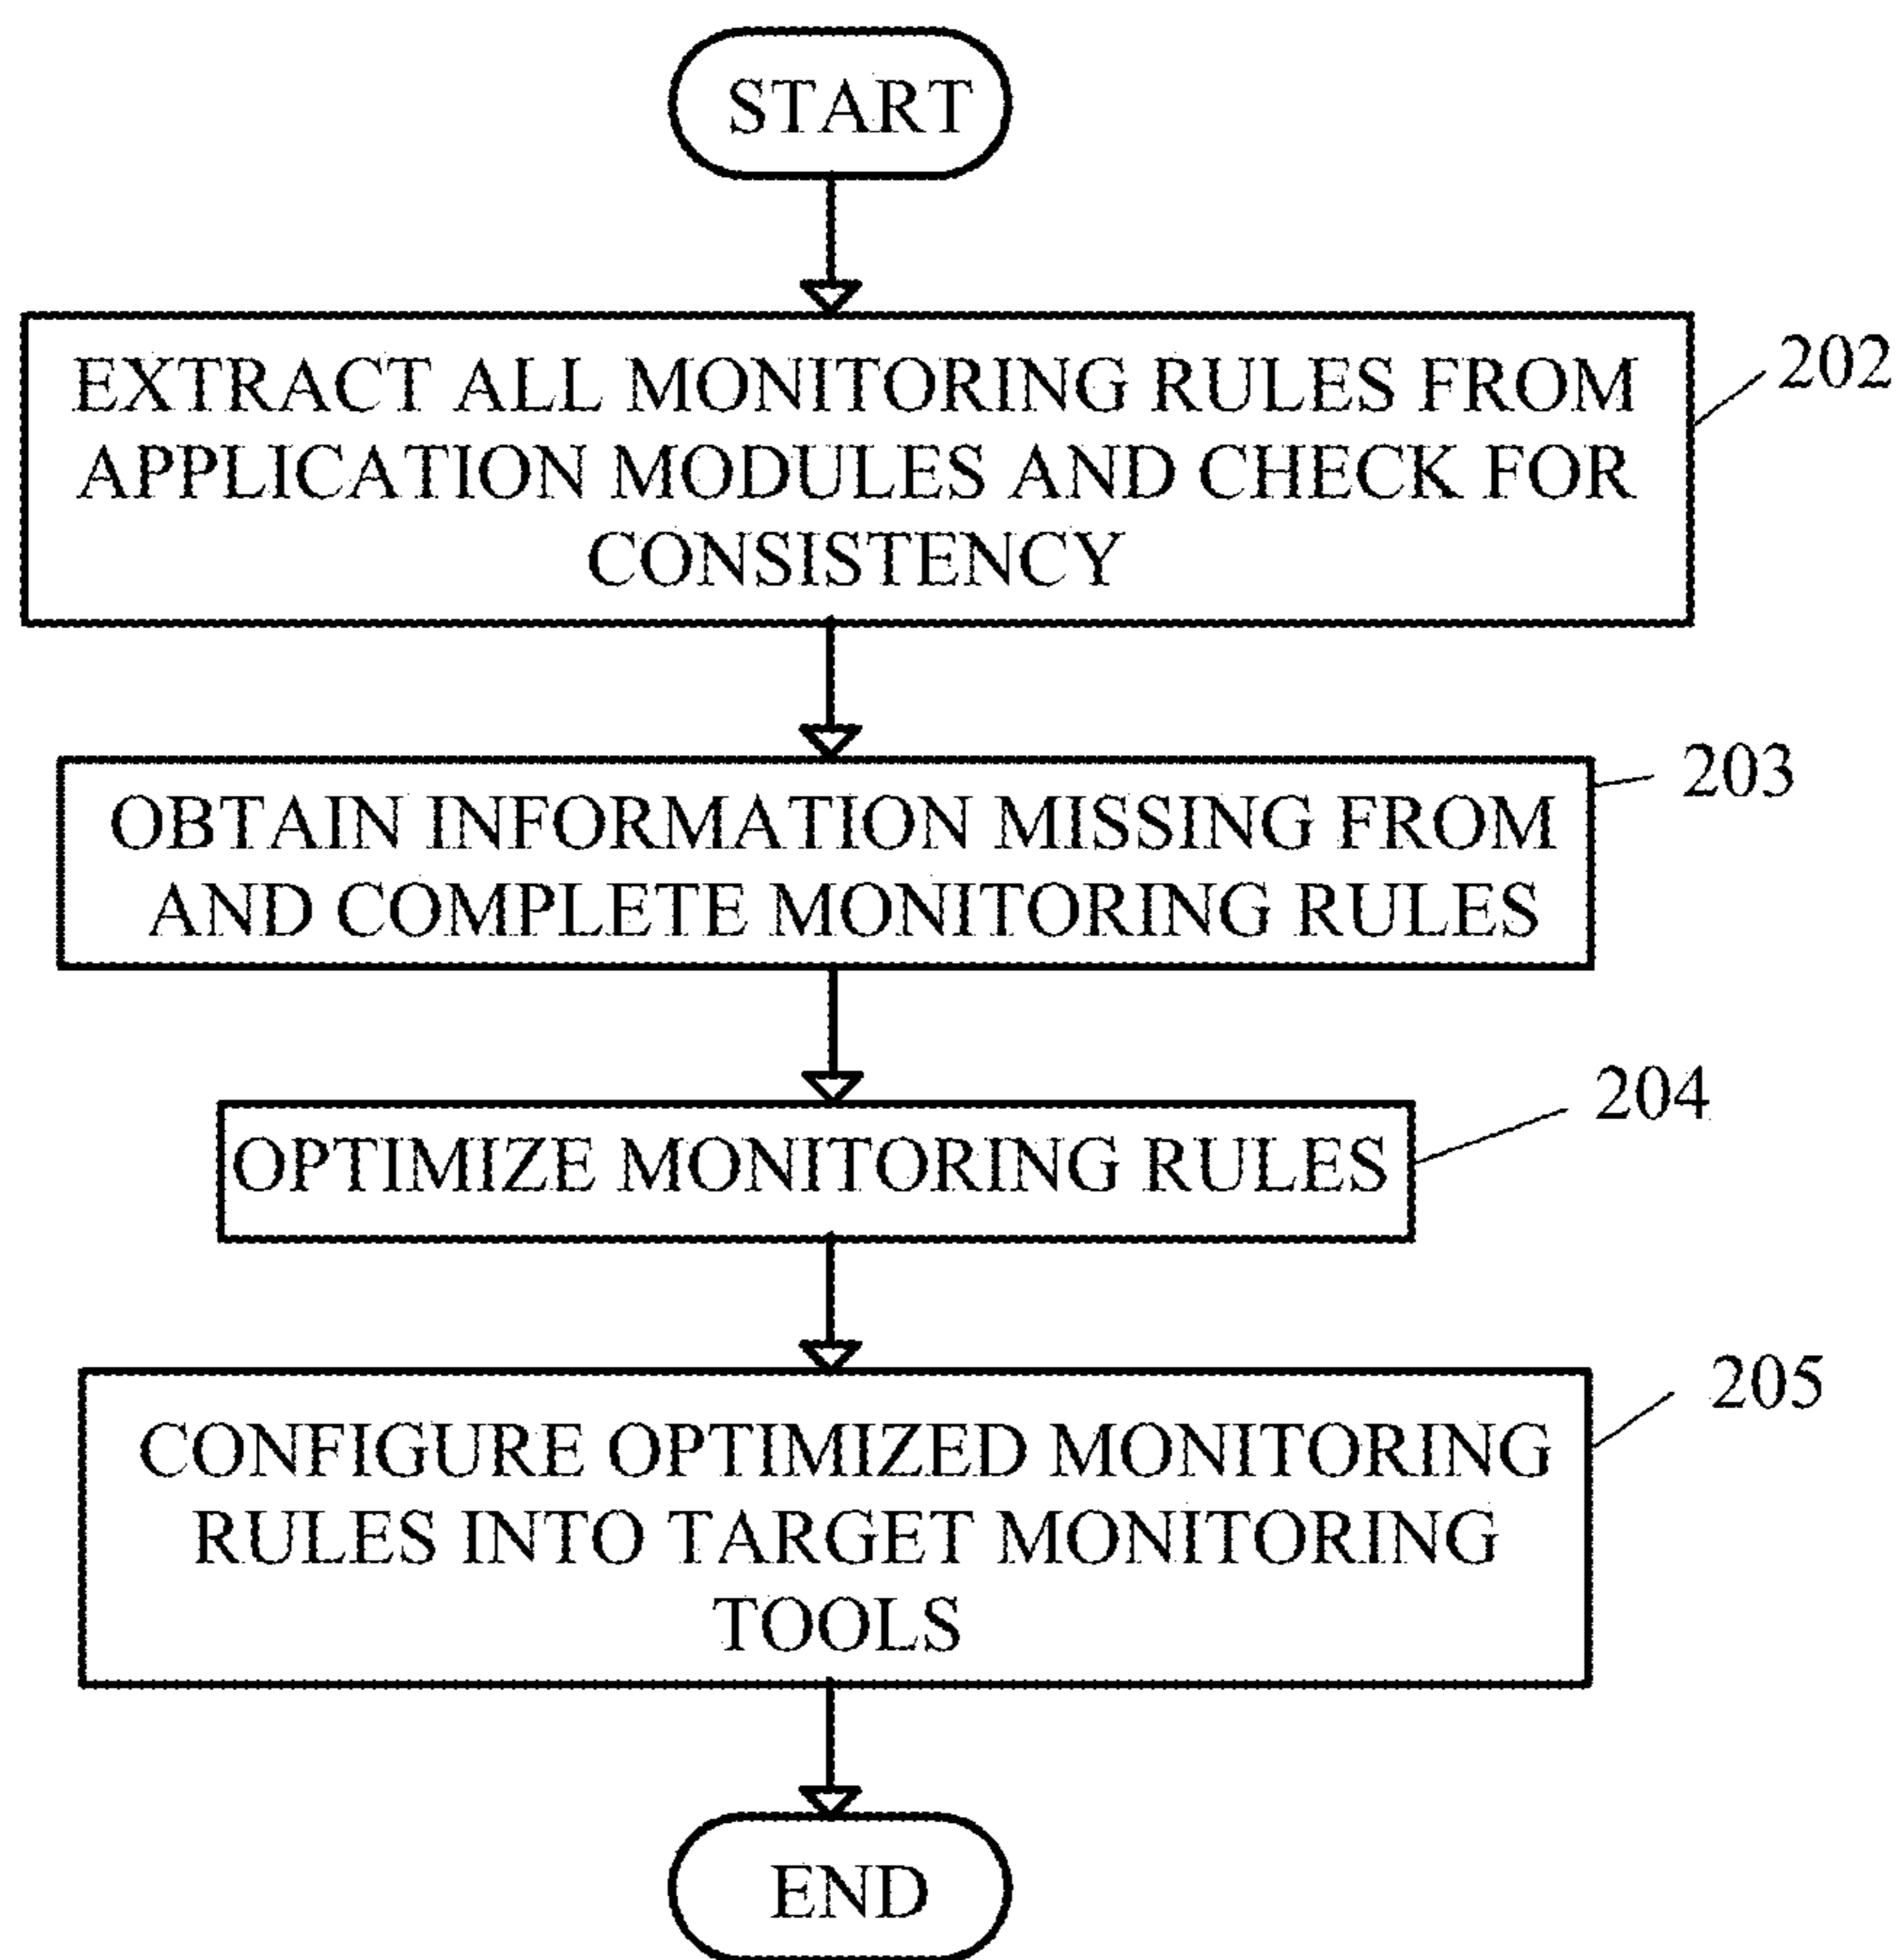 START
EXTRACT ALL MONITORING RULES FROM
APPLICATION MODULES AND CHECK FOR
CONSISTENCY
202
OBTAIN INFORMATION MISSING FROM
AND COMPLETE MONITORING RULES
203
OPTIMIZE MONITORING RULES
204
CONFIGURE OPTIMIZED MONITORING
RULES INTO TARGET MONITORING
TOOLS
205
END